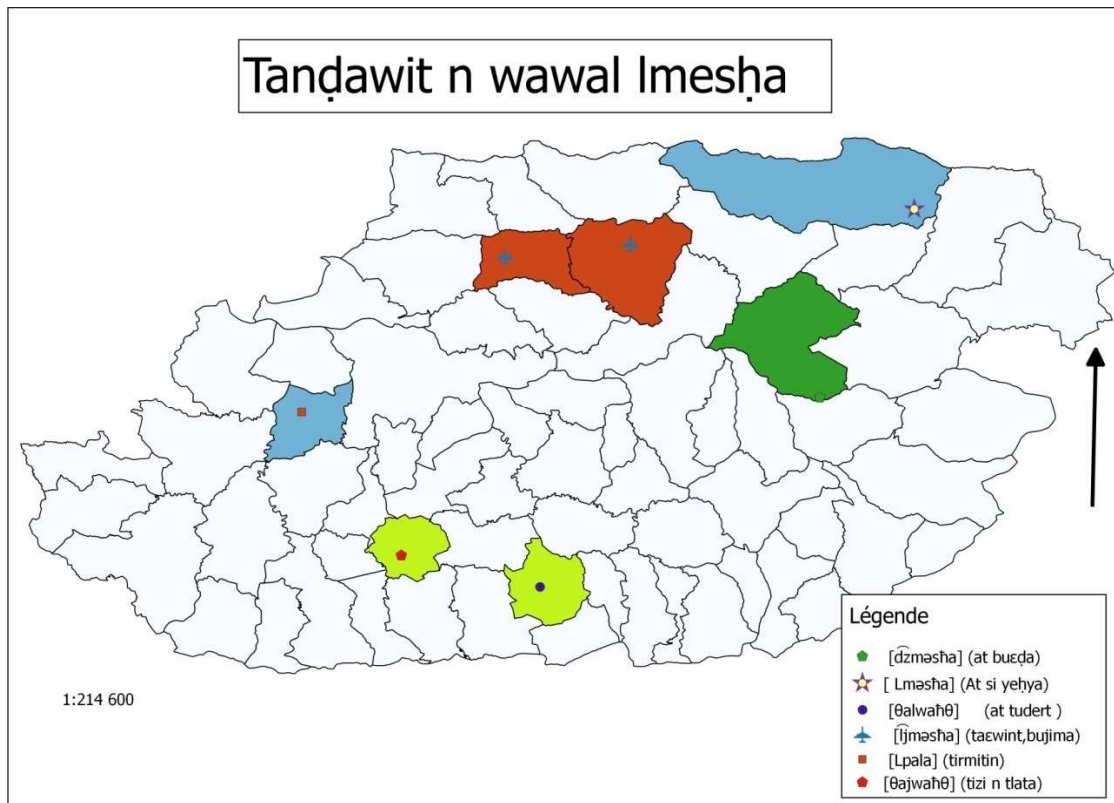 Tanḍawit n wawal lmesḥa
1:214 600
Légende
[d͡zməsħa] (at buɛḍa)
[ Lməsħa] (At si yeḥya)
[θalwaħθ] (at tudert )
[l͡jməsħa] (taɛwint,bujima)
[Lpala] (tirmitin)
[θajwaħθ] (tizi n tlata)